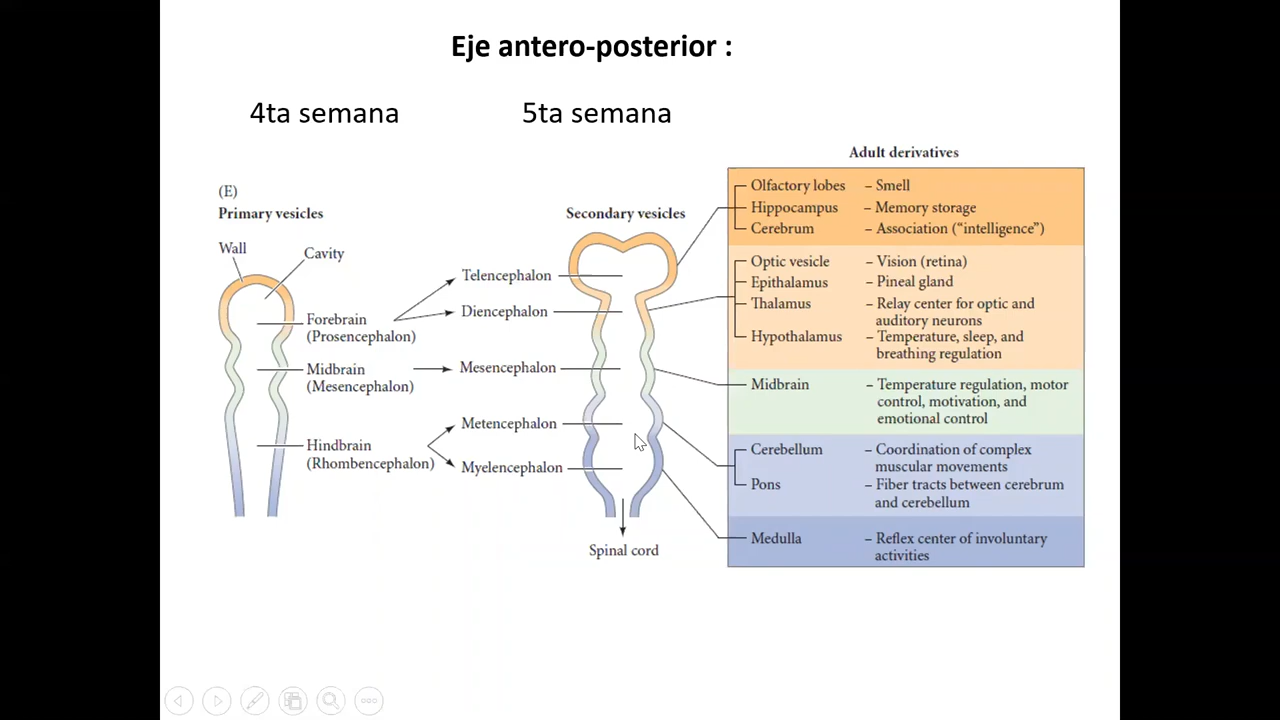 Eje antero-posterior :
4ta semana
5ta semana
(E)
Primary vesicles
Wall
Cavity
Forebrain
(Prosencephalon)
Midbrain
(Mesencephalon)
Hindbrain
(Rhombencephalon)
Secondary vesicles
Telencephalon
Diencephalon
Mesencephalon
Metencephalon
Myelencephalon
Spinal cord
Adult derivatives
Olfactory lobes – Smell
Hippocampus – Memory storage
Cerebrum – Association (“intelligence”)
Optic vesicle – Vision (retina)
Epithalamus – Pineal gland
Thalamus – Relay center for optic and
auditory neurons
Hypothalamus – Temperature, sleep, and
breathing regulation
Midbrain – Temperature regulation, motor
control, motivation, and
emotional control
Cerebellum – Coordination of complex
muscular movements
Pons – Fiber tracts between cerebrum
and cerebellum
Medulla – Reflex center of involuntary
activities